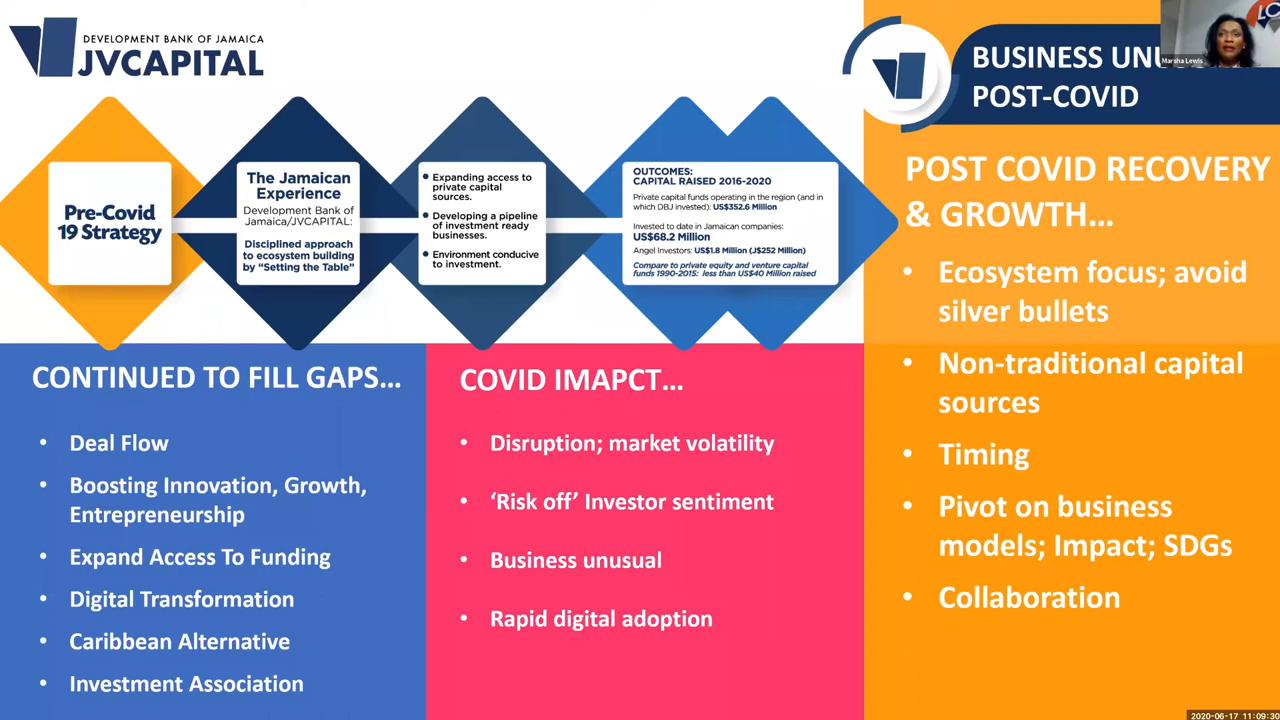 DEVELOPMENT BANK OF JAMAICA
JVCAPITAL
Pre-Covid
19 Strategy
The Jamaican
Experience
Development Bank of
Jamaica/JVCAPITAL:
Disciplined approach
to ecosystem building
by “Setting the Table”
• Expanding access to
private capital
sources.
• Developing a pipeline
of investment ready
businesses.
• Environment conducive
to investment.
OUTCOMES:
CAPITAL RAISED 2016-2020
Private capital funds operating in the region (and in
which DBJ invested): US$352.6 Million
Invested to date in Jamaican companies:
US$68.2 Million
Angel Investors: US$1.8 Million (J$252 Million)
Compare to private equity and venture capital
funds 1990-2015: less than US$40 Million raised
BUSINESS
POST-COVID
LC
Marsha Lewis
POST COVID RECOVERY
& GROWTH...
• Ecosystem focus; avoid
silver bullets
• Non-traditional capital
sources
• Timing
• Pivot on business
models; Impact; SDGs
• Collaboration
CONTINUED TO FILL GAPS...
• Deal Flow
• Boosting Innovation, Growth,
Entrepreneurship
• Expand Access To Funding
• Digital Transformation
• Caribbean Alternative
• Investment Association
COVID IMAPCT...
• Disruption; market volatility
• ‘Risk off’ Investor sentiment
• Business unusual
• Rapid digital adoption
2020-06-17 11:09:30